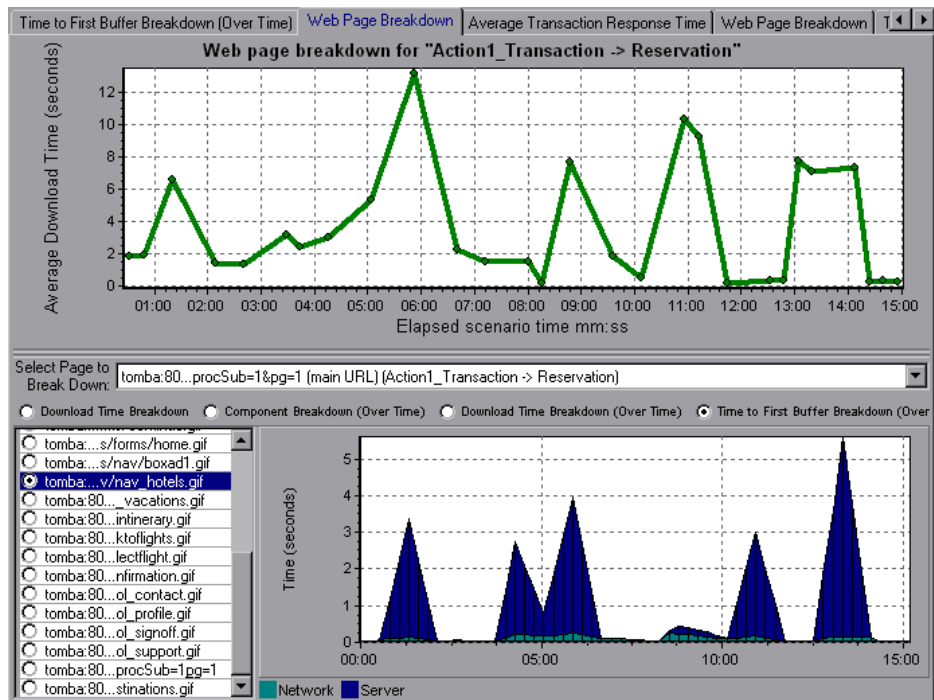 Time to First Buffer Breakdown (Over Time) Web Page Breakdown Average Transaction Response Time Web Page Breakdown
Web page breakdown for "Action1_Transaction -> Reservation"
Average Download Time (seconds)
12
10
8
6
4
2
0
01:00 02:00 03:00 04:00 05:00 06:00 07:00 08:00 09:00 10:00 11:00 12:00 13:00 14:00 15:00
Elapsed scenario time mm:ss
Select Page to
Break Down:
tomba:80...procSub=1&pg=1 (main URL) (Action1_Transaction -> Reservation)
Download Time Breakdown Component Breakdown (Over Time) Download Time Breakdown (Over Time) Time to First Buffer Breakdown (Over
tomba:...s/forms/home.gif
tomba:...s/nav/boxad1.gif
tomba:...v/nav_hotels.gif
tomba:80..._vacations.gif
tomba:80...intinerary.gif
tomba:80...ktoflights.gif
tomba:80...lectflight.gif
tomba:80...nfirmation.gif
tomba:80...ol_contact.gif
tomba:80...ol_profile.gif
tomba:80...ol_signoff.gif
tomba:80...ol_support.gif
tomba:80...procSub=1pg=1
tomba:80...stinations.gif
Time (seconds)
5
4
3
2
1
0
00:00 05:00 10:00 15:00
Network Server